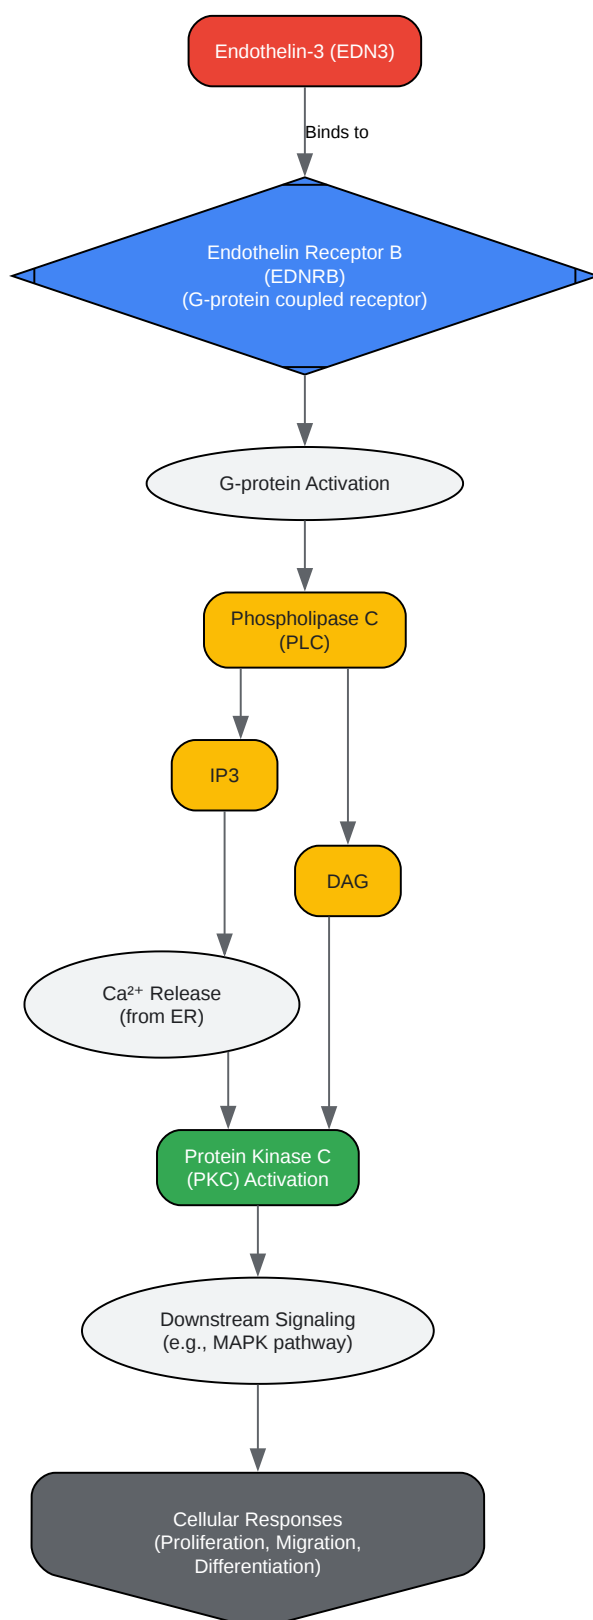 Endothelin-3 (EDN3)
Binds to
Endothelin Receptor B
(EDNRB)
(G-protein coupled receptor)
G-protein Activation
Phospholipase C
(PLC)
IP3
DAG
Ca²⁺ Release
(from ER)
Protein Kinase C
(PKC) Activation
Downstream Signaling
(e.g., MAPK pathway)
Cellular Responses
(Proliferation, Migration,
Differentiation)